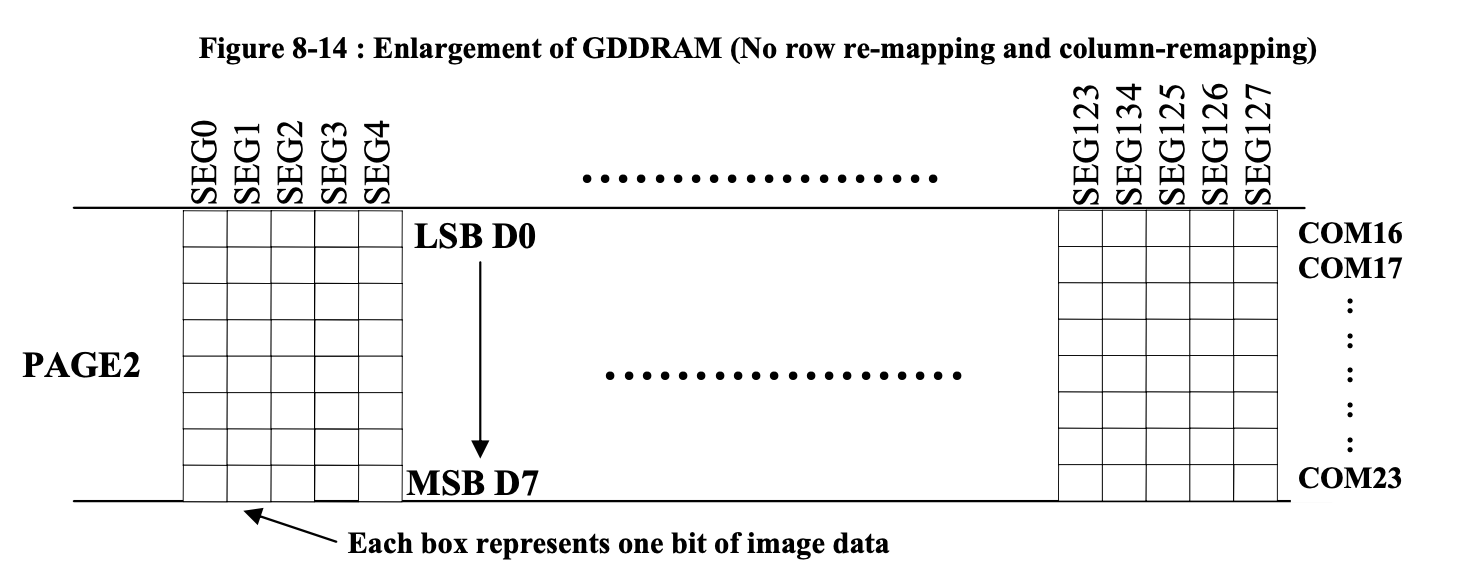 Figure 8-14 : Enlargement of GDDRAM (No row re-mapping and column-remapping)
SEG0
SEG1
SEG2
SEG3
SEG4
....................
SEG123
SEG134
SEG125
SEG126
SEG127
LSB D0
COM16
COM17
:
:
:
:
:
PAGE2
....................
MSB D7
COM23
Each box represents one bit of image data